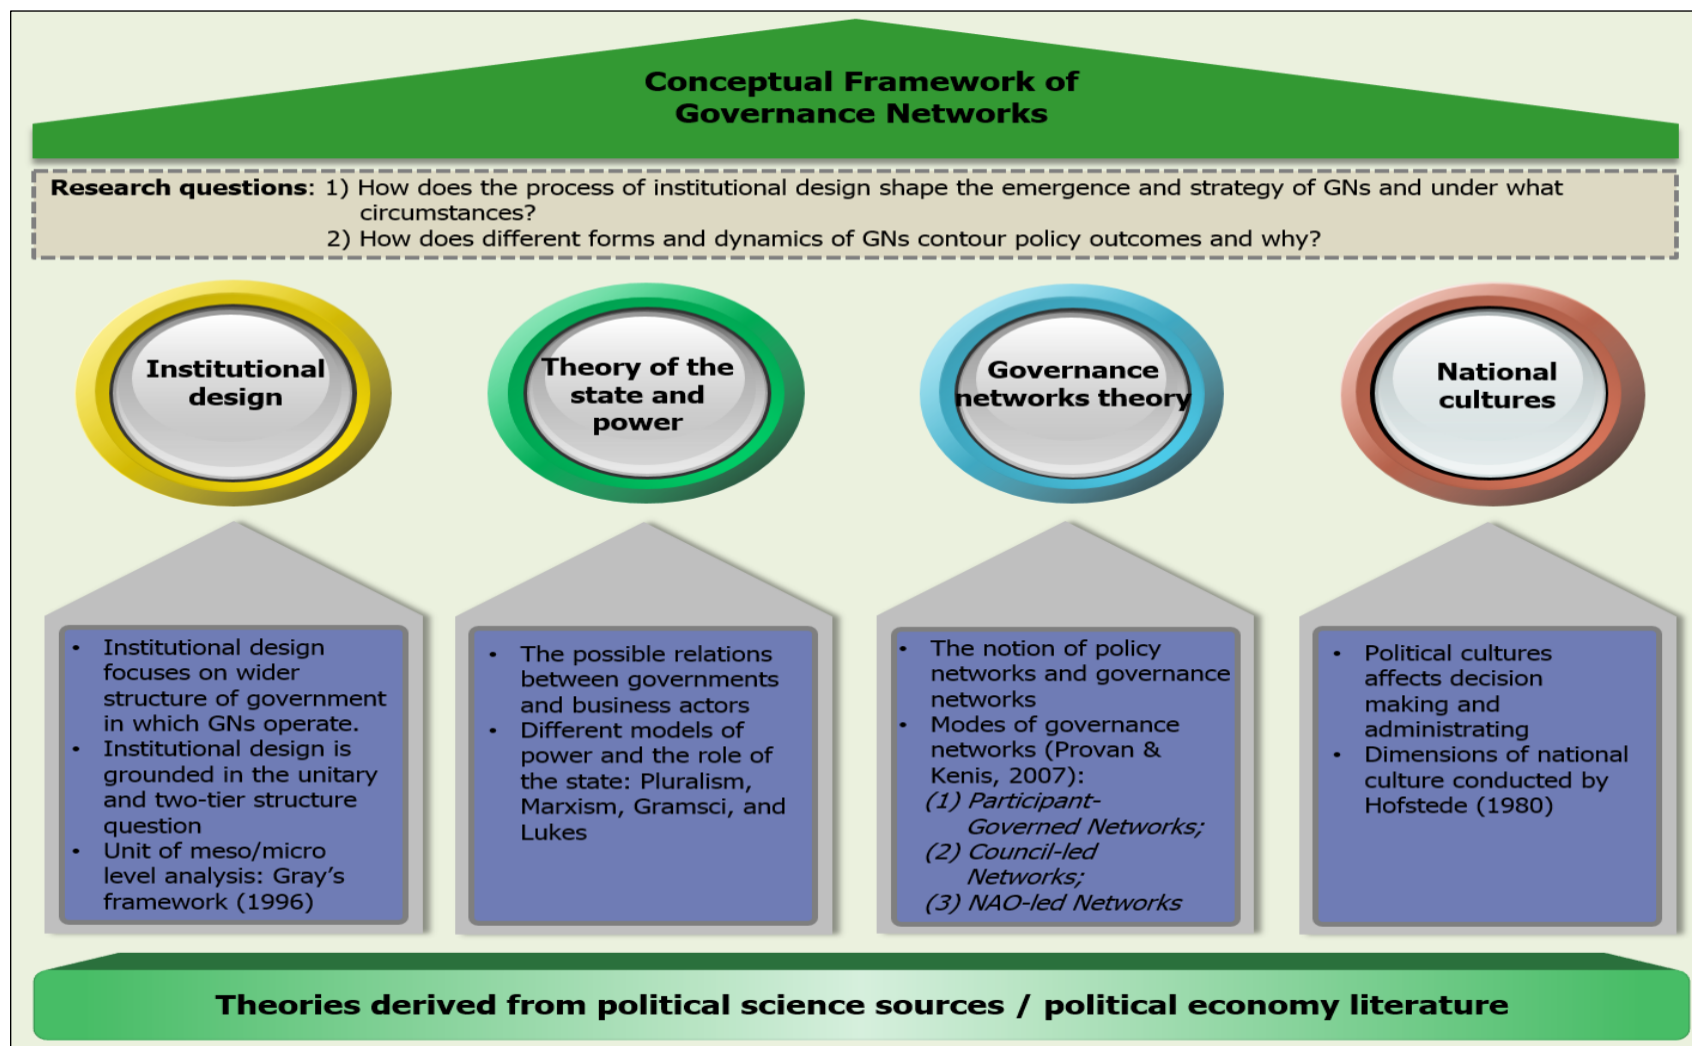 Conceptual Framework of
Governance Networks
Research questions: 1) How does the process of institutional design shape the emergence and strategy of GNs and under what
circumstances?
2) How does different forms and dynamics of GNs contour policy outcomes and why?
Institutional
design
Theory of the
state and
power
Governance
networks theory
National
cultures
• Institutional design
focuses on wider
structure of government
in which GNs operate.
• Institutional design is
grounded in the unitary
and two-tier structure
question
• Unit of meso/micro
level analysis: Gray's
framework (1996)
• The possible relations
between governments
and business actors
• Different models of
power and the role of
the state: Pluralism,
Marxism, Gramsci, and
Lukes
• The notion of policy
networks and governance
networks
• Modes of governance
networks (Provan &
Kenis, 2007):
(1) Participant-
Governed Networks;
(2) Council-led
Networks;
(3) NAO-led Networks
• Political cultures
affects decision
making and
administrating
• Dimensions of national
culture conducted by
Hofstede (1980)
Theories derived from political science sources / political economy literature